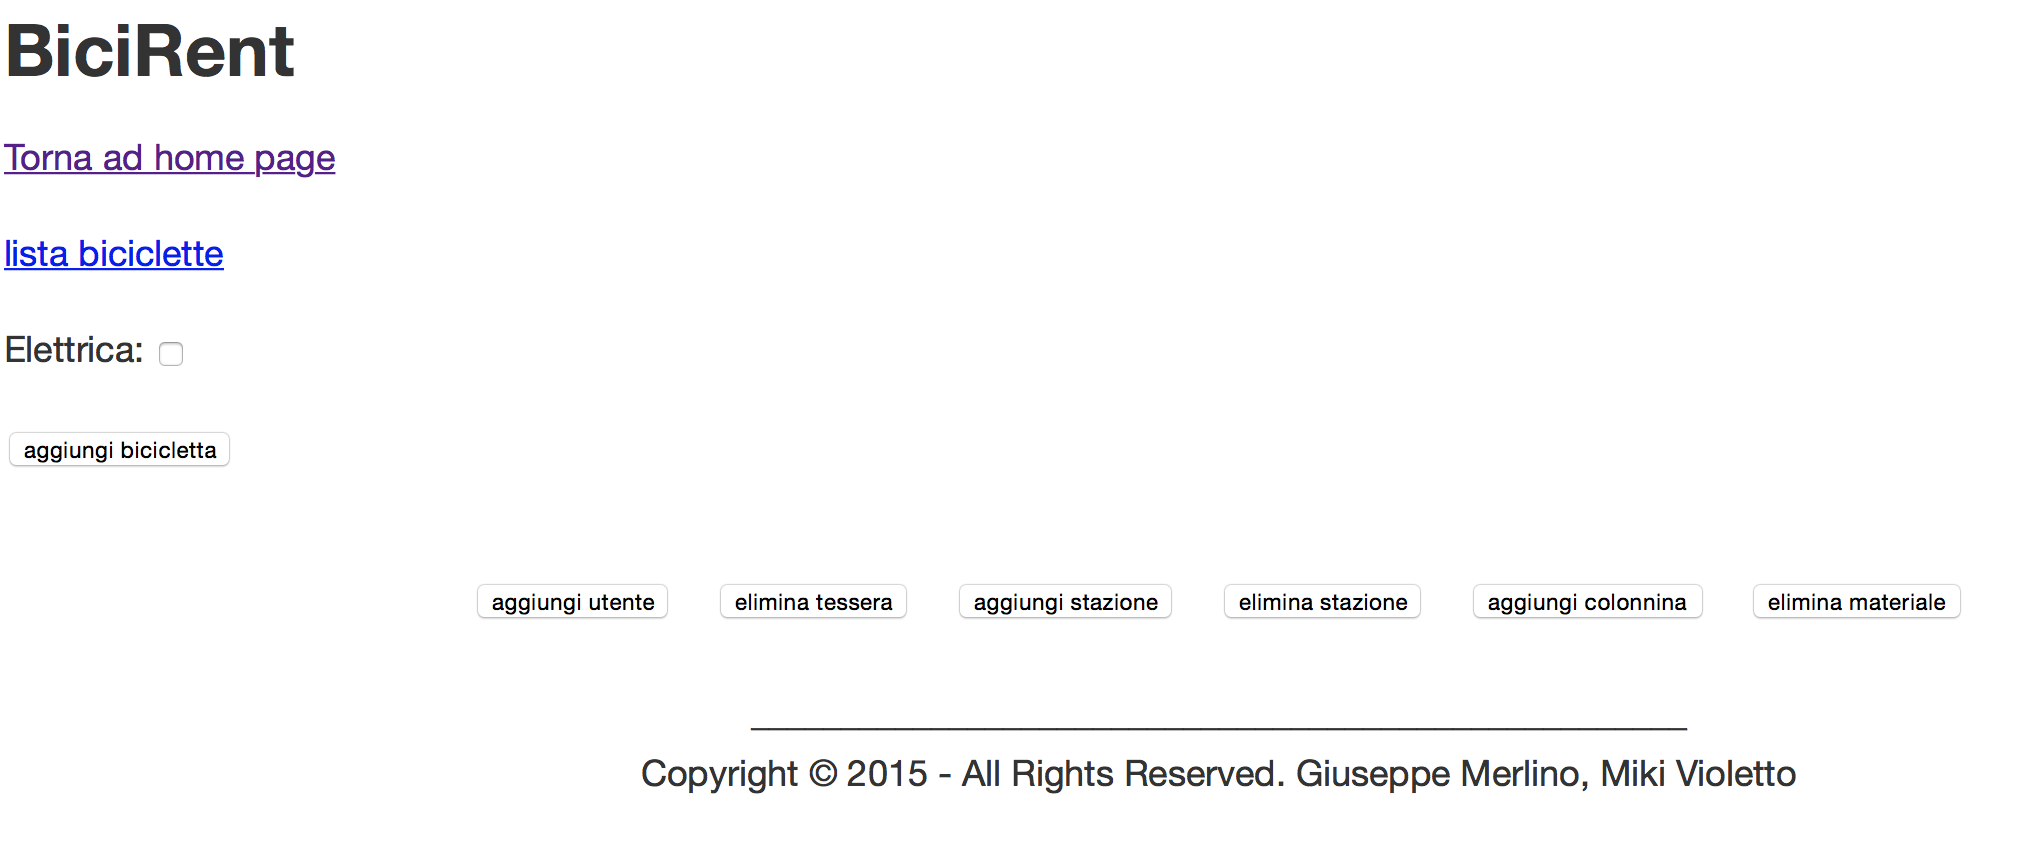 BiciRent
Torna ad home page
lista biciclette
Elettrica:
aggiungi bicicletta
aggiungi utente elimina tessera aggiungi stazione elimina stazione aggiungi colonnina elimina materiale
Copyright © 2015 - All Rights Reserved. Giuseppe Merlino, Miki Violetto